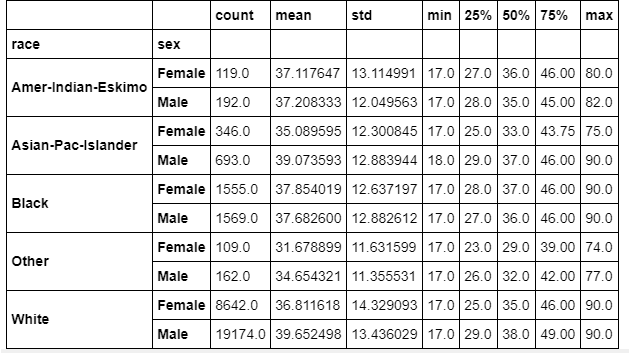 count mean std min 25% 50% 75% max
race sex
Amer-Indian-Eskimo Female 119.0 37.117647 13.114991 17.0 27.0 36.0 46.00 80.0
Male 192.0 37.208333 12.049563 17.0 28.0 35.0 45.00 82.0
Asian-Pac-Islander Female 346.0 35.089595 12.300845 17.0 25.0 33.0 43.75 75.0
Male 693.0 39.073593 12.883944 18.0 29.0 37.0 46.00 90.0
Black Female 1555.0 37.854019 12.637197 17.0 28.0 37.0 46.00 90.0
Male 1569.0 37.682600 12.882612 17.0 27.0 36.0 46.00 90.0
Other Female 109.0 31.678899 11.631599 17.0 23.0 29.0 39.00 74.0
Male 162.0 34.654321 11.355531 17.0 26.0 32.0 42.00 77.0
White Female 8642.0 36.811618 14.329093 17.0 25.0 35.0 46.00 90.0
Male 19174.0 39.652498 13.436029 17.0 29.0 38.0 49.00 90.0